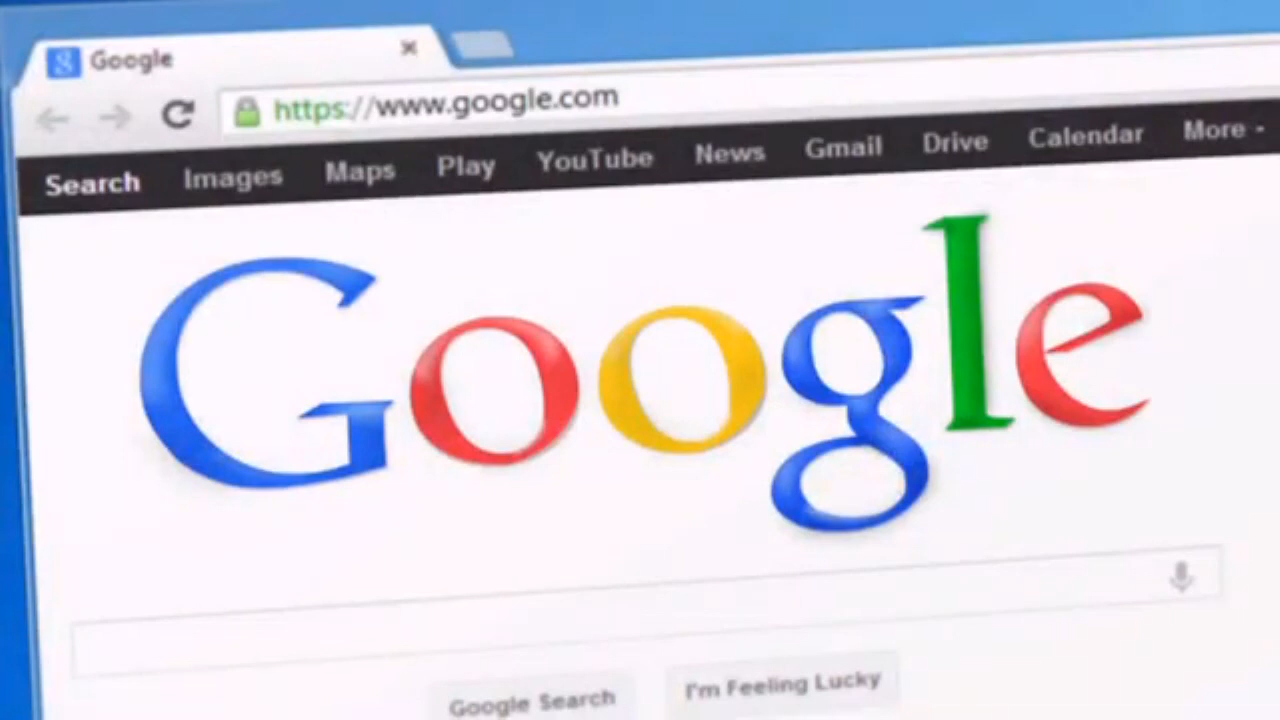 Google
https://www.google.com
Search Images Maps Play YouTube News Gmail Drive Calendar More
Google
Google Search I'm Feeling Lucky